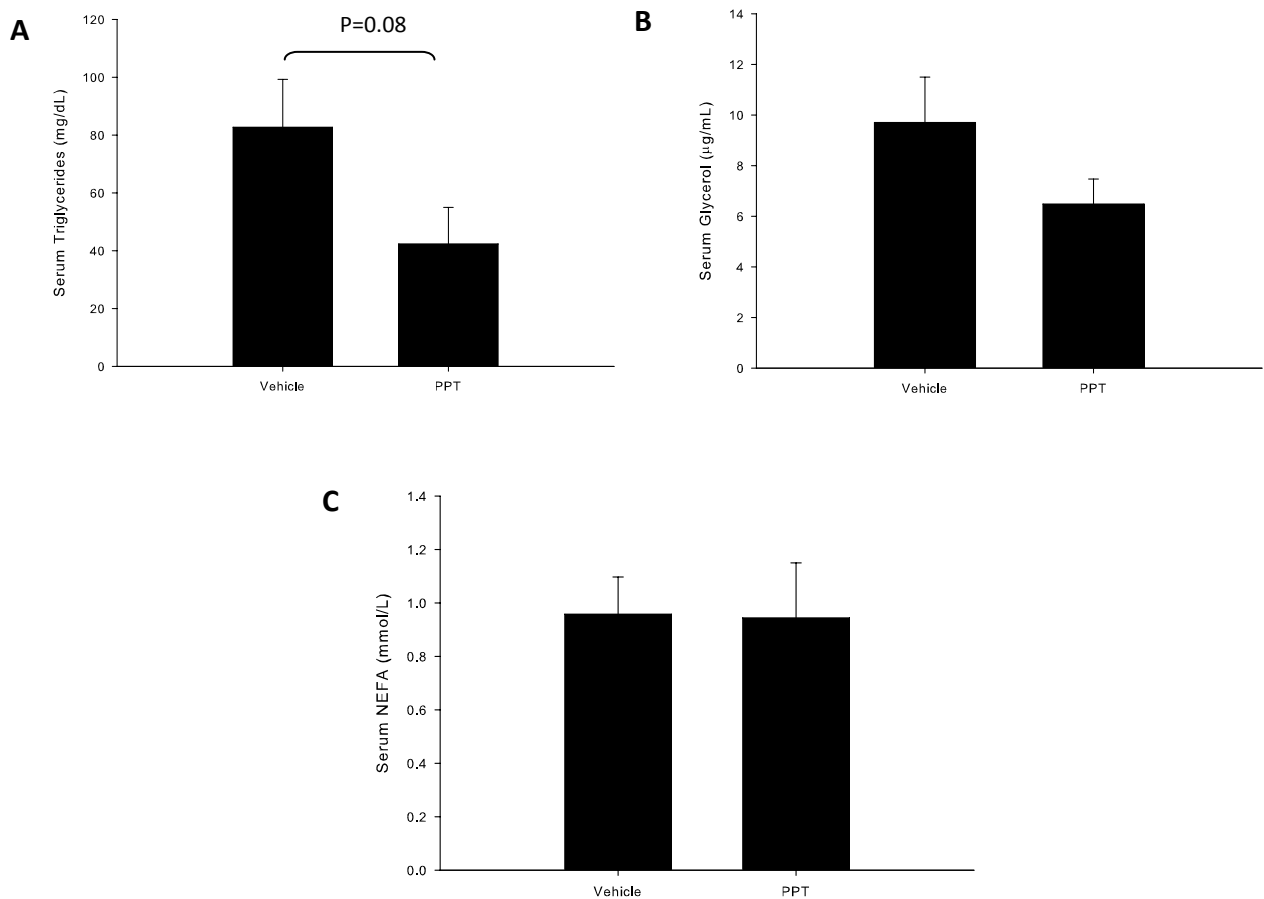 A
P=0.08
Serum Triglycerides (mg/dL)
120
100
80
60
40
20
0
Vehicle PPT
B
Serum Glycerol (µg/mL)
14
12
10
8
6
4
2
0
Vehicle PPT
C
Serum NEFA (mmol/L)
1.4
1.2
1.0
0.8
0.6
0.4
0.2
0.0
Vehicle PPT